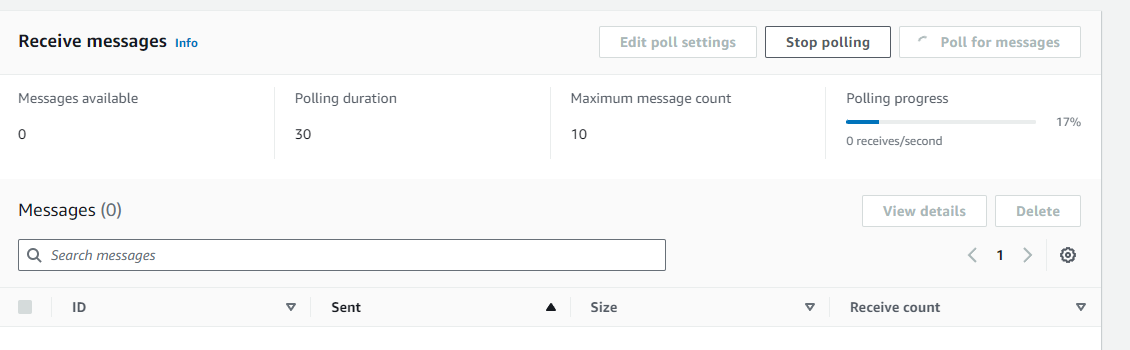 Receive messages Info
Edit poll settings
Stop polling
Poll for messages
Messages available
0
Polling duration
30
Maximum message count
10
Polling progress
17%
0 receives/second
Messages (0)
View details
Delete
Search messages
1
ID
Sent
Size
Receive count